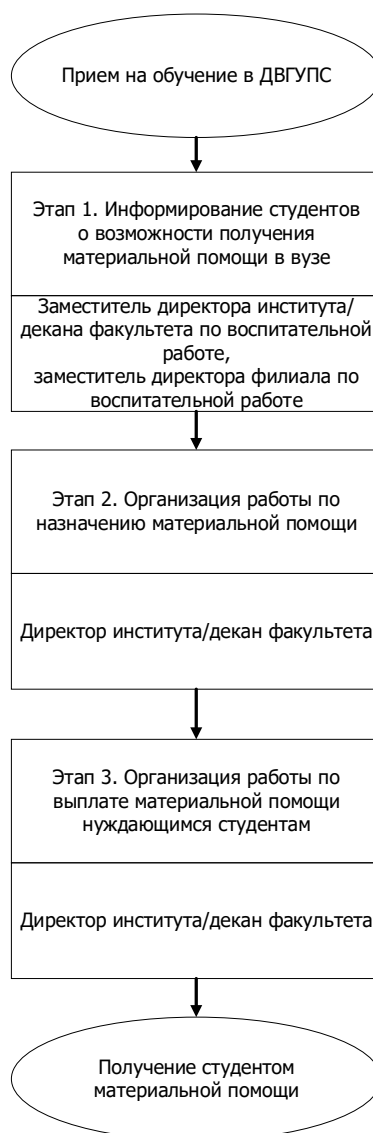 Прием на обучение в ДВГУПС
Этап 1. Информирование студентов
о возможности получения
материальной помощи в вузе
Заместитель директора института/
декана факультета по воспитательной
работе,
заместитель директора филиала по
воспитательной работе
Этап 2. Организация работы по
назначению материальной помощи
Директор института/декан факультета
Этап 3. Организация работы по
выплате материальной помощи
нуждающимся студентам
Директор института/декан факультета
Получение студентом
материальной помощи